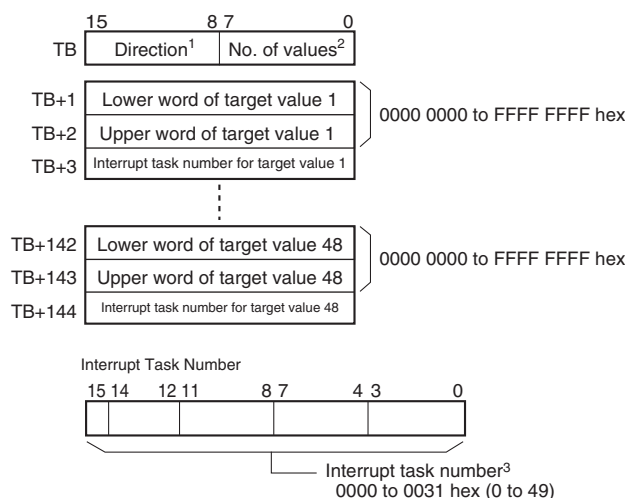 15 8 7 0
TB Direction¹ No. of values²
TB+1 Lower word of target value 1
TB+2 Upper word of target value 1
0000 0000 to FFFF FFFF hex
TB+3 Interrupt task number for target value 1
TB+142 Lower word of target value 48
TB+143 Upper word of target value 48
0000 0000 to FFFF FFFF hex
TB+144 Interrupt task number for target value 48
Interrupt Task Number
15 14 12 11 8 7 4 3 0
Interrupt task number³
0000 to 0031 hex (0 to 49)